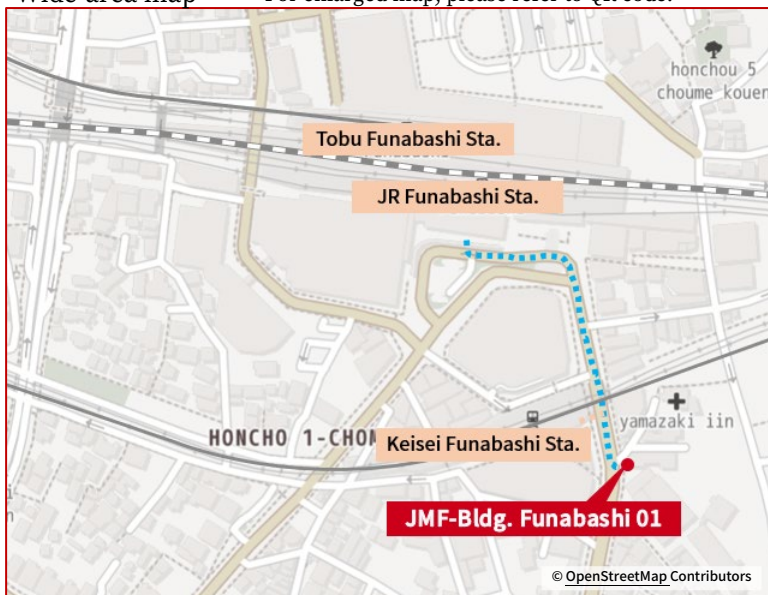 Wide area map
For enlarged map, please refer to QR code.
honchou 5
choume kouen
Tobu Funabashi Sta.
JR Funabashi Sta.
yamazaki iin
HONCHO 1-CHOM
Keisei Funabashi Sta.
JMF-Bldg. Funabashi 01
© OpenStreetMap Contributors